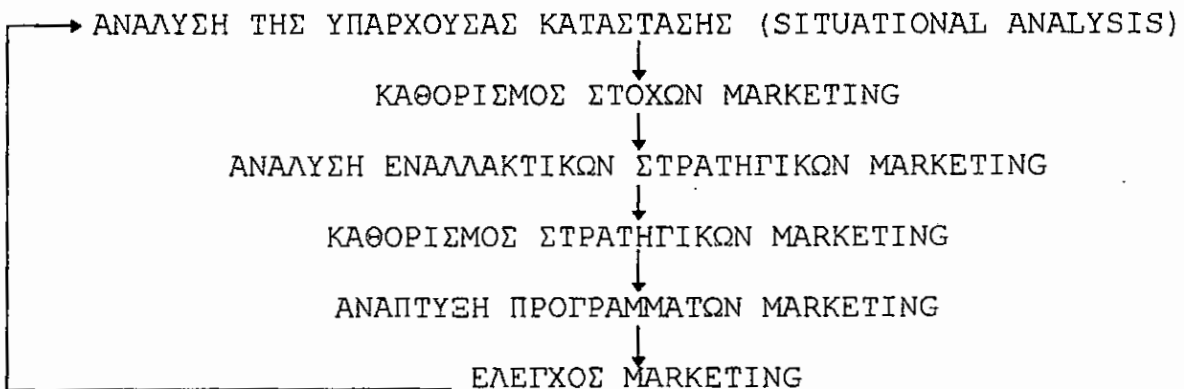 ΑΝΑΛΥΣΗ ΤΗΣ ΥΠΑΡΧΟΥΣΑΣ ΚΑΤΑΣΤΑΣΗΣ (SITUATIONAL ANALYSIS)
ΚΑΘΟΡΙΣΜΟΣ ΣΤΟΧΩΝ MARKETING
ΑΝΑΛΥΣΗ ΕΝΑΛΛΑΚΤΙΚΩΝ ΣΤΡΑΤΗΓΙΚΩΝ MARKETING
ΚΑΘΟΡΙΣΜΟΣ ΣΤΡΑΤΗΓΙΚΩΝ MARKETING
ΑΝΑΠΤΥΞΗ ΠΡΟΓΡΑΜΜΑΤΩΝ MARKETING
ΕΛΕΓΧΟΣ MARKETING